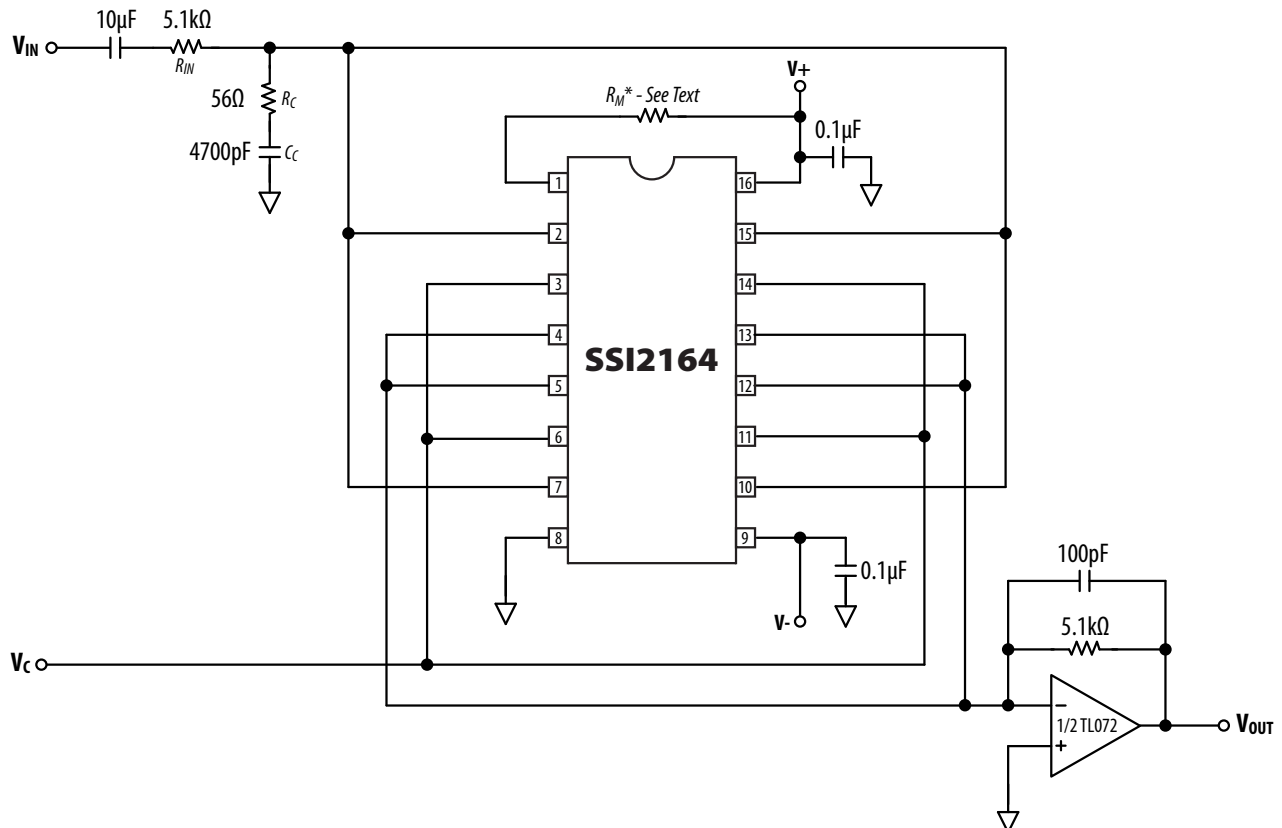 10μF
5.1kΩ
VIN
RIN
56Ω
RC
4700pF
CC
RM* - See Text
V+
0.1μF
1
16
2
15
3
14
4
13
SSI2164
5
12
6
11
7
10
8
9
0.1μF
V-
100pF
5.1kΩ
VC
−
1/2 TL072
+
VOUT